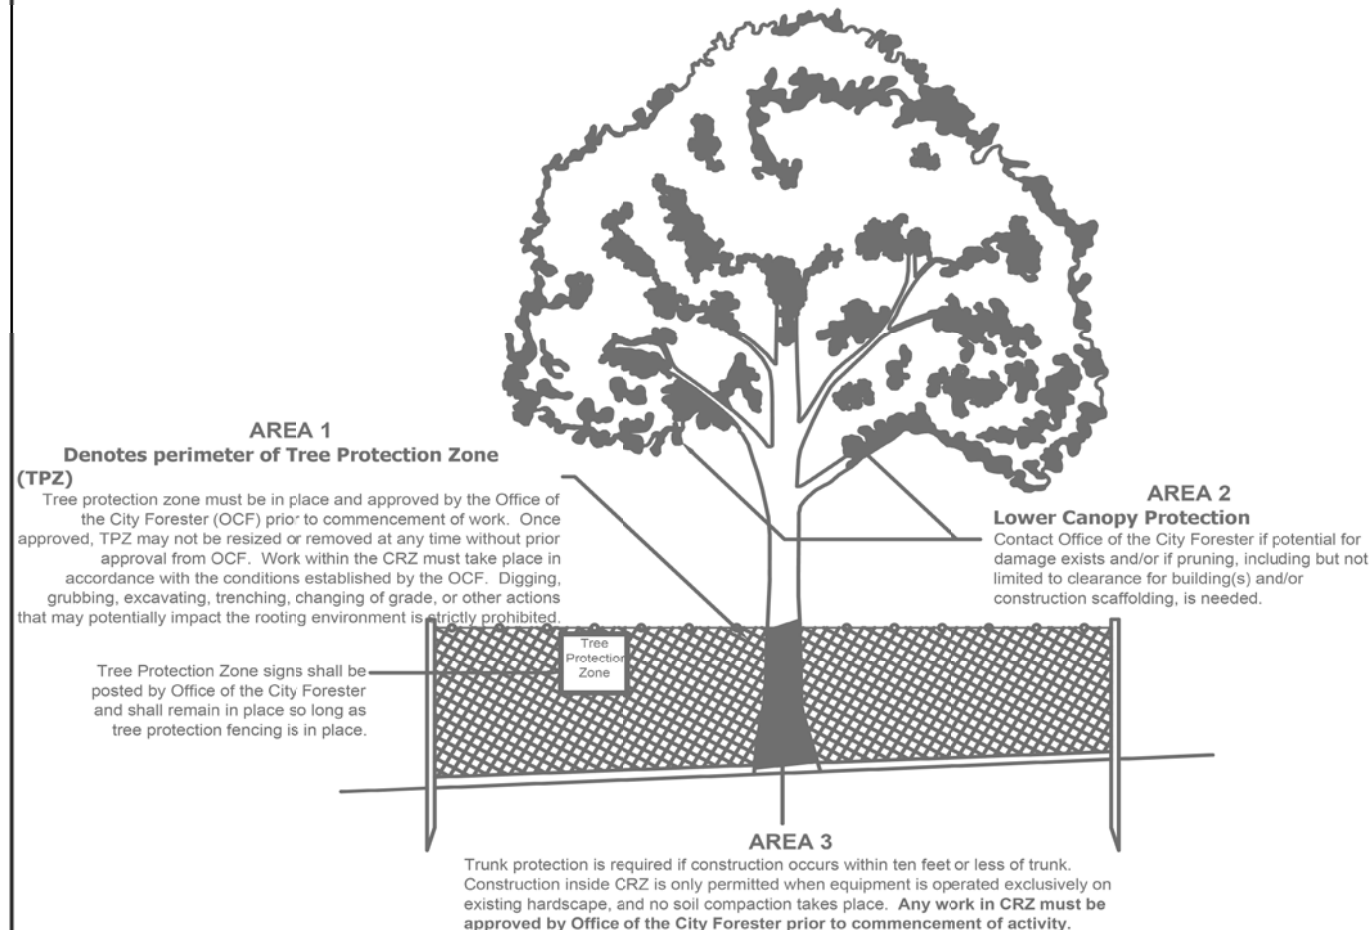 AREA 1
Denotes perimeter of Tree Protection Zone
(TPZ)
Tree protection zone must be in place and approved by the Office of
the City Forester (OCF) prior to commencement of work.  Once
approved, TPZ may not be resized or removed at any time without prior
approval from OCF.  Work within the CRZ must take place in
accordance with the conditions established by the OCF.  Digging,
grubbing, excavating, trenching, changing of grade, or other actions
that may potentially impact the rooting environment is strictly prohibited.
AREA 2
Lower Canopy Protection
Contact Office of the City Forester if potential for
damage exists and/or if pruning, including but not
limited to clearance for building(s) and/or
construction scaffolding, is needed.
Tree
Protection
Zone
Tree Protection Zone signs shall be
posted by Office of the City Forester
and shall remain in place so long as
tree protection fencing is in place.
AREA 3
Trunk protection is required if construction occurs within ten feet or less of trunk.
Construction inside CRZ is only permitted when equipment is operated exclusively on
existing hardscape, and no soil compaction takes place.  Any work in CRZ must be
approved by Office of the City Forester prior to commencement of activity.